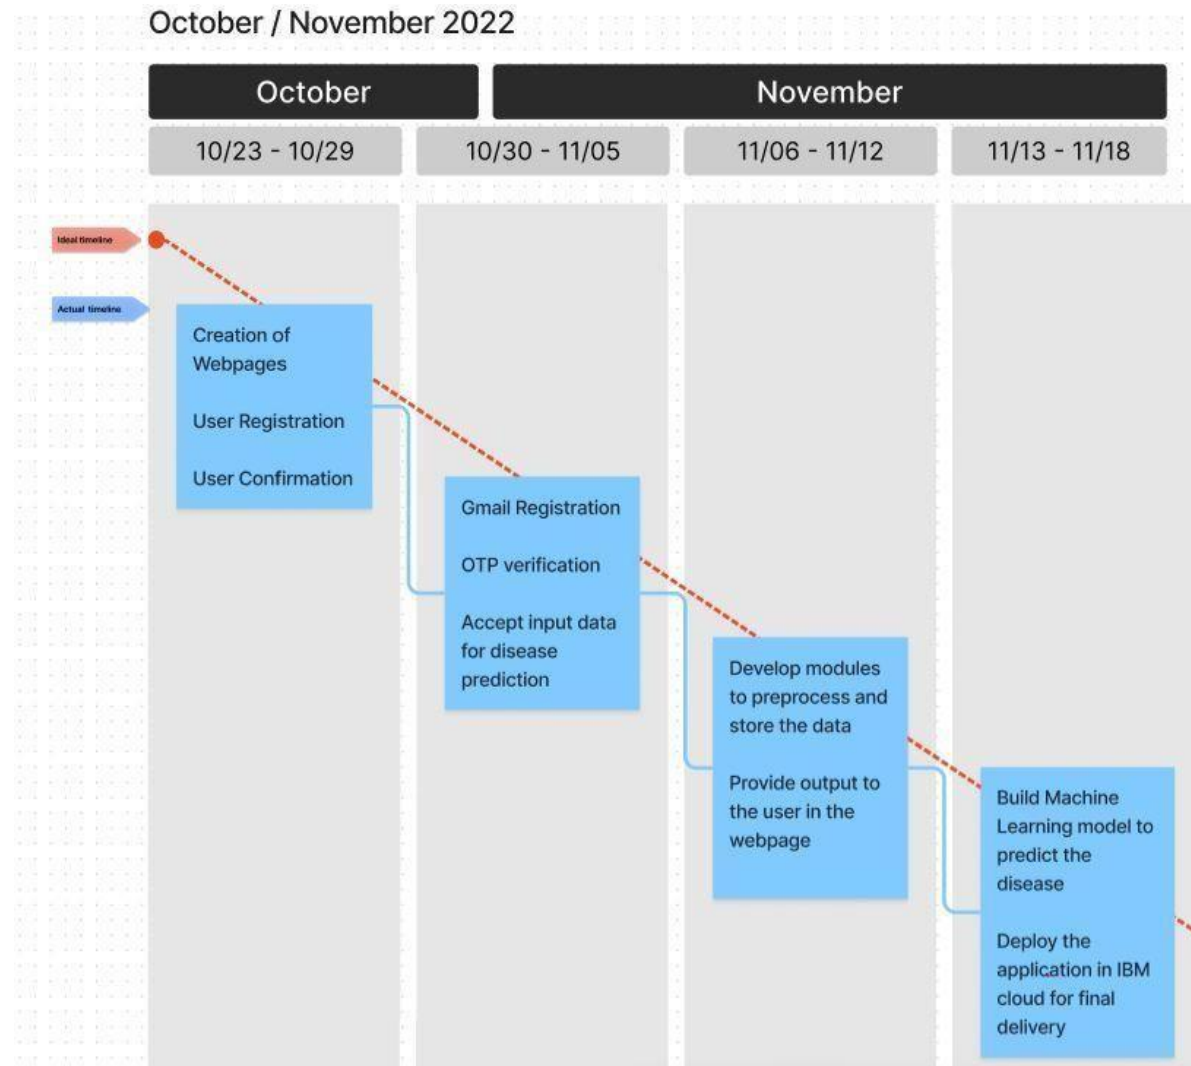 October / November 2022
October
November
10/23 - 10/29
10/30 - 11/05
11/06 - 11/12
11/13 - 11/18
Ideal timeline
Actual timeline
Creation of
Webpages
User Registration
User Confirmation
Gmail Registration
OTP verification
Accept input data
for disease
prediction
Develop modules
to preprocess and
store the data
Provide output to
the user in the
webpage
Build Machine
Learning model to
predict the
disease
Deploy the
application in IBM
cloud for final
delivery